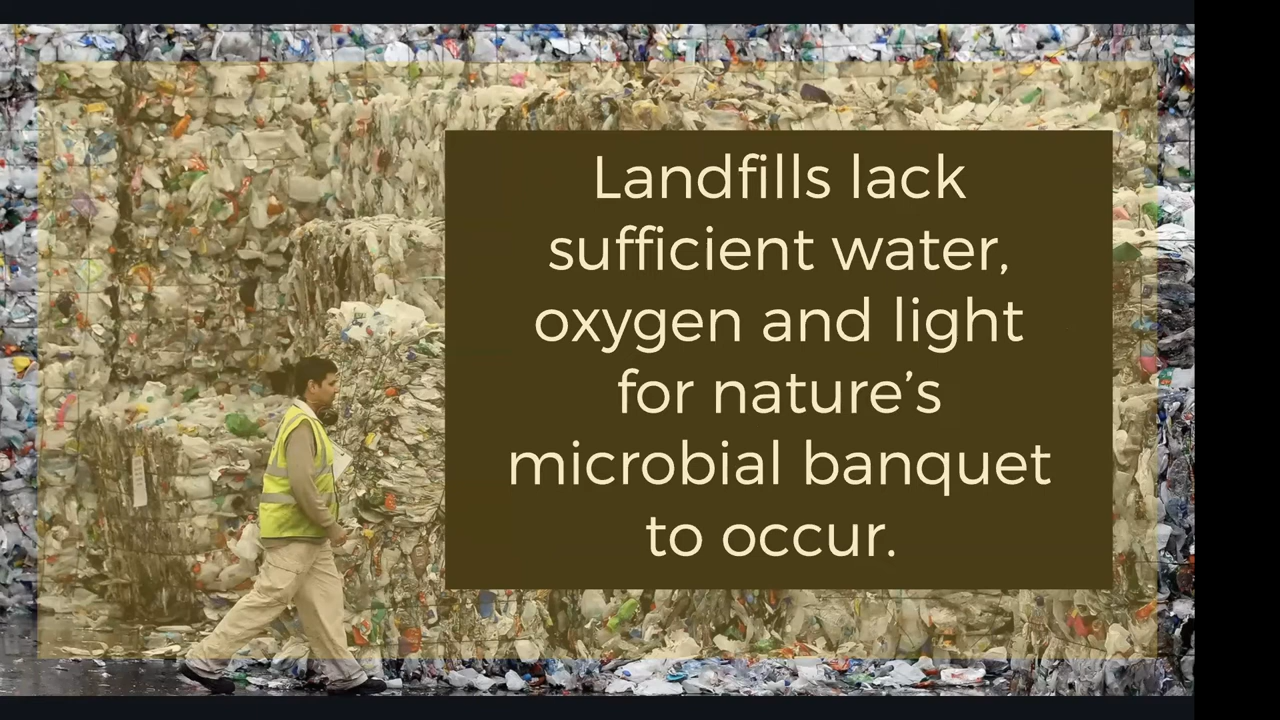 Landfills lack
sufficient water,
oxygen and light
for nature’s
microbial banquet
to occur.